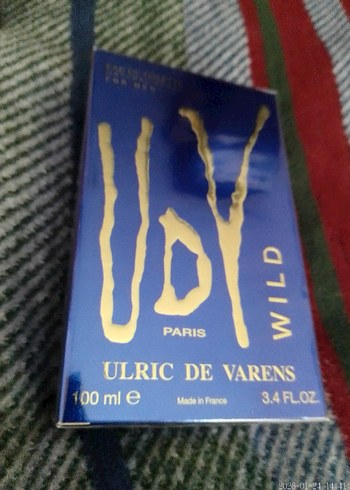 EAU DE TOILETTE
FOR MEN
UDV
WILD
PARIS
ULRIC DE VARENS
100 ml ℮
Made in France
3.4 FL.OZ.